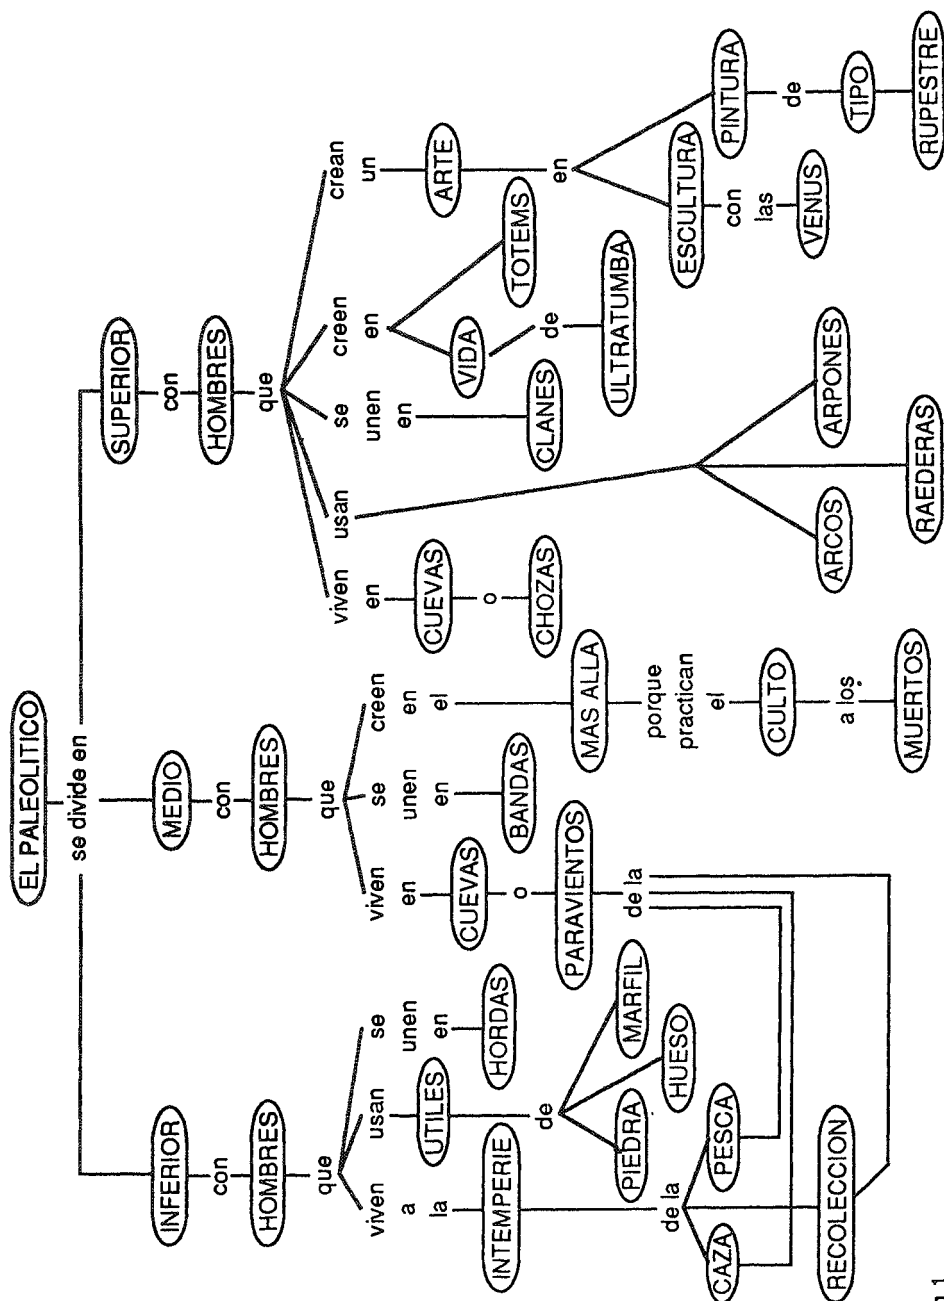 EL PALEOLITICO
se divide en
INFERIOR
con
HOMBRES
que
viven
a
la
INTEMPERIE
de la
CAZA
PESCA
RECOLECCION
usan
UTILES
de
PIEDRA
HUESO
MARFIL
se
unen
en
HORDAS
MEDIO
con
HOMBRES
que
viven
en
CUEVAS
o
PARAVIENTOS
de la
se
unen
en
BANDAS
creen
en
el
MAS ALLA
porque
practican
el
CULTO
a los
MUERTOS
SUPERIOR
con
HOMBRES
que
viven
en
CUEVAS
o
CHOZAS
usan
ARCOS
RAEDERAS
ARPONES
se
unen
en
CLANES
creen
en
VIDA
de
ULTRATUMBA
TOTEMS
crean
un
ARTE
en
ESCULTURA
con
las
VENUS
PINTURA
de
TIPO
RUPESTRE